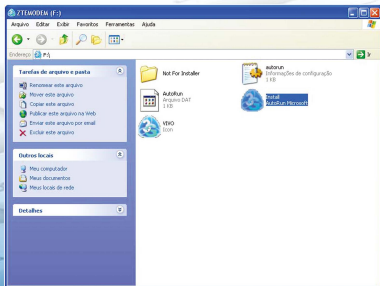 ZTEMODEM (F:)
Arquivo Editar Exibir Favoritos Ferramentas Ajuda
Pesquisar
Endereço F:\
Ir
Tarefas de arquivo e pasta
Renomear este arquivo
Mover este arquivo
Copiar este arquivo
Publicar este arquivo na Web
Enviar este arquivo por email
Excluir este arquivo
Outros locais
Meu computador
Meus documentos
Meus locais de rede
Detalhes
Not For Installer
autorun
Informações de configuração
1 KB
AutoRun
Arquivo DAT
1 KB
Install
AutoRun Microsoft
VIVO
Icon